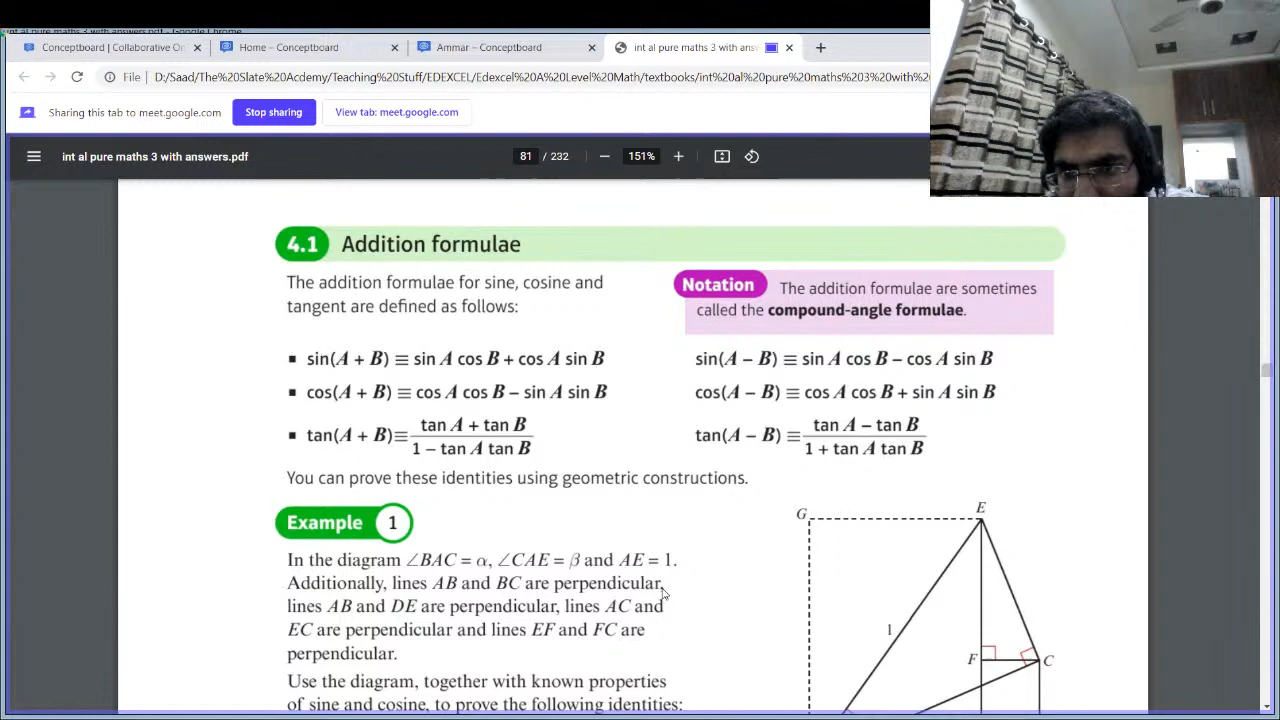 Conceptboard | Collaborative On
Home - Conceptboard
Ammar – Conceptboard
int al pure maths 3 with answ
File
D:/Saad/The%20Slate%20Acdemy/Teaching%20Stuff/EDEXCEL/Edexcel%20A%20Level%20Math/textbooks/int%20al%20pure%20maths%203%20with%
Sharing this tab to meet.google.com
Stop sharing
View tab: meet.google.com
int al pure maths 3 with answers.pdf
81 / 232
151%
4.1 Addition formulae
The addition formulae for sine, cosine and
tangent are defined as follows:
Notation The addition formulae are sometimes
called the compound-angle formulae.
▪ sin(A + B) ≡ sin A cos B + cos A sin B
sin(A − B) ≡ sin A cos B − cos A sin B
▪ cos(A + B) ≡ cos A cos B − sin A sin B
cos(A − B) ≡ cos A cos B + sin A sin B
▪ tan(A + B) ≡ (tan A + tan B)/(1 − tan A tan B)
tan(A − B) ≡ (tan A − tan B)/(1 + tan A tan B)
You can prove these identities using geometric constructions.
Example 1
In the diagram ∠BAC = α, ∠CAE = β and AE = 1.
Additionally, lines AB and BC are perpendicular,
lines AB and DE are perpendicular, lines AC and
EC are perpendicular and lines EF and FC are
perpendicular.
Use the diagram, together with known properties
of sine and cosine, to prove the following identities:
G
E
1
F
C